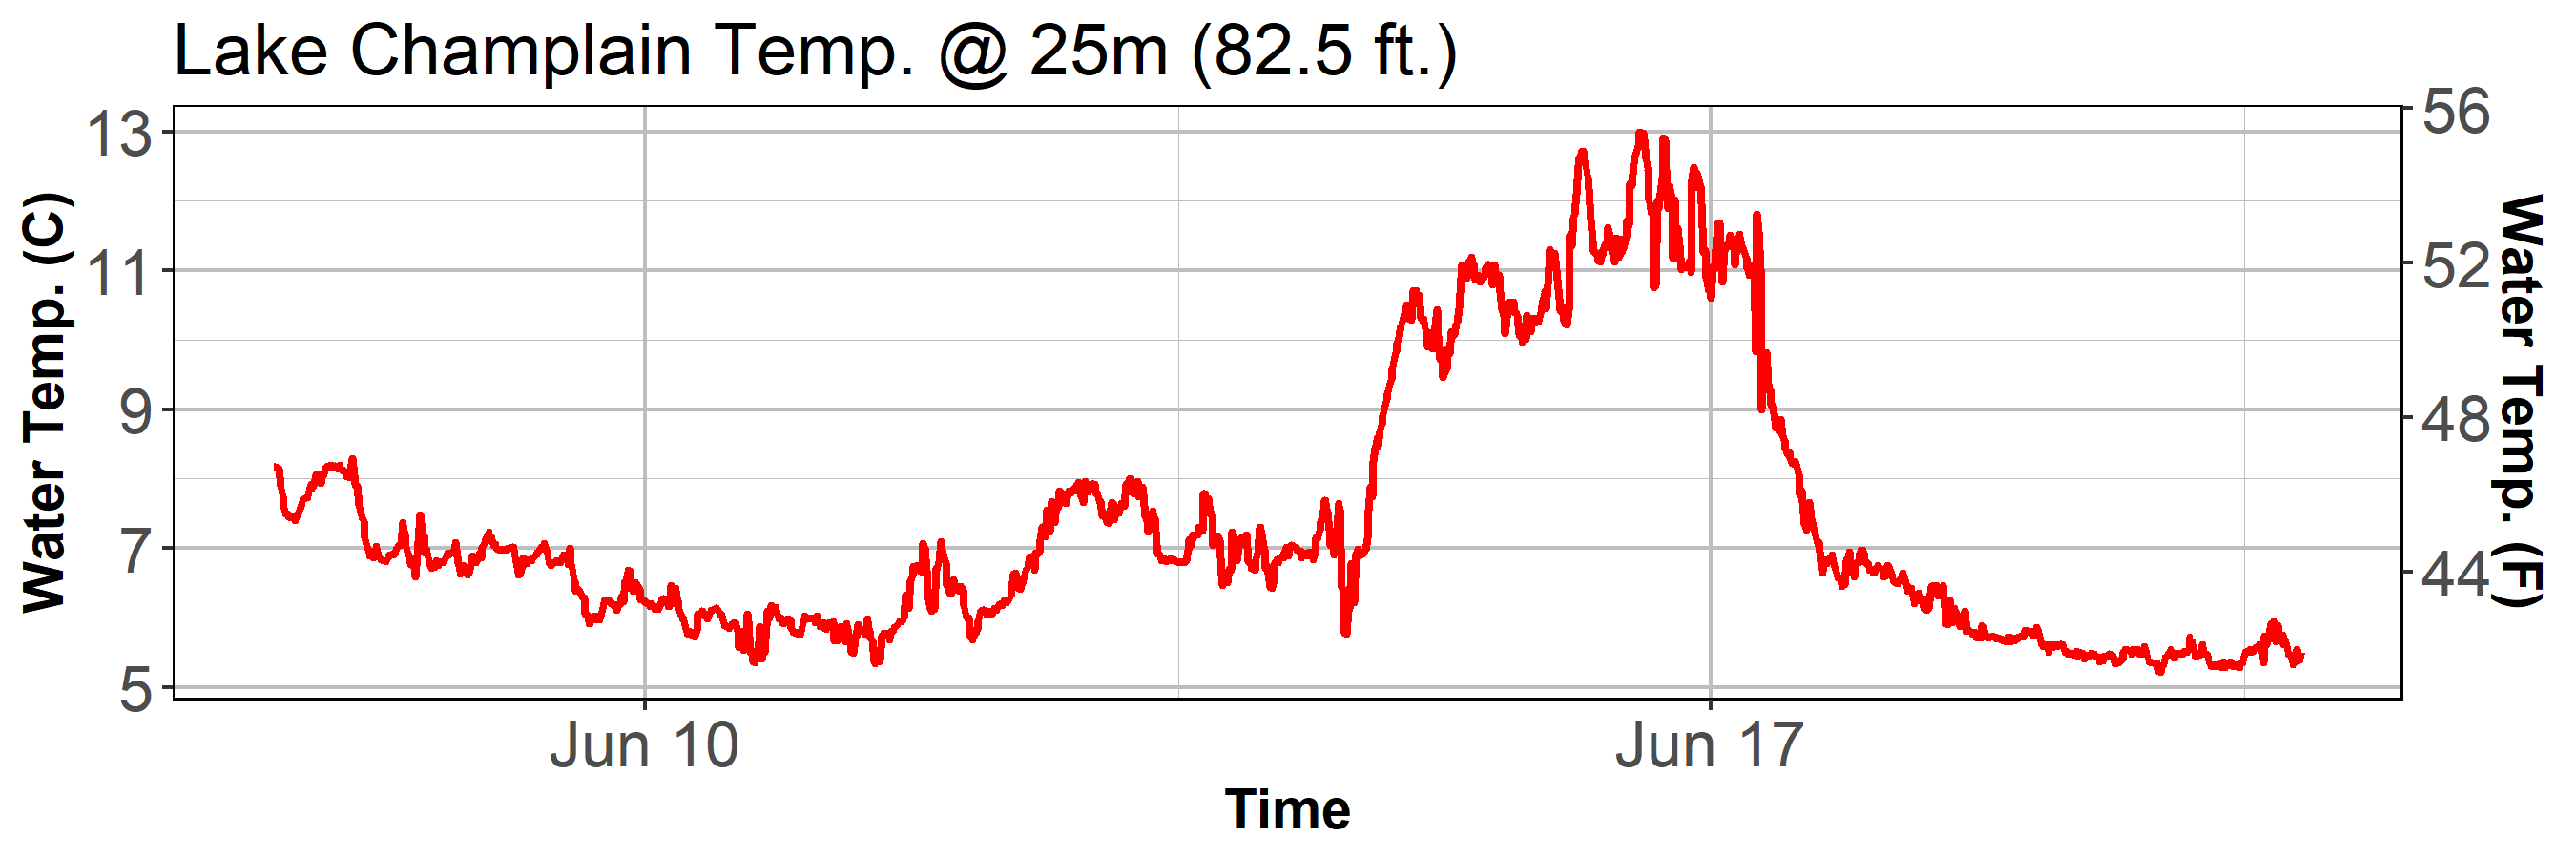 Lake Champlain Temp. @ 25m (82.5 ft.)
Water Temp. (C)
13
11
9
7
5
56
52
48
44
Water Temp. (F)
Jun 10
Jun 17
Time